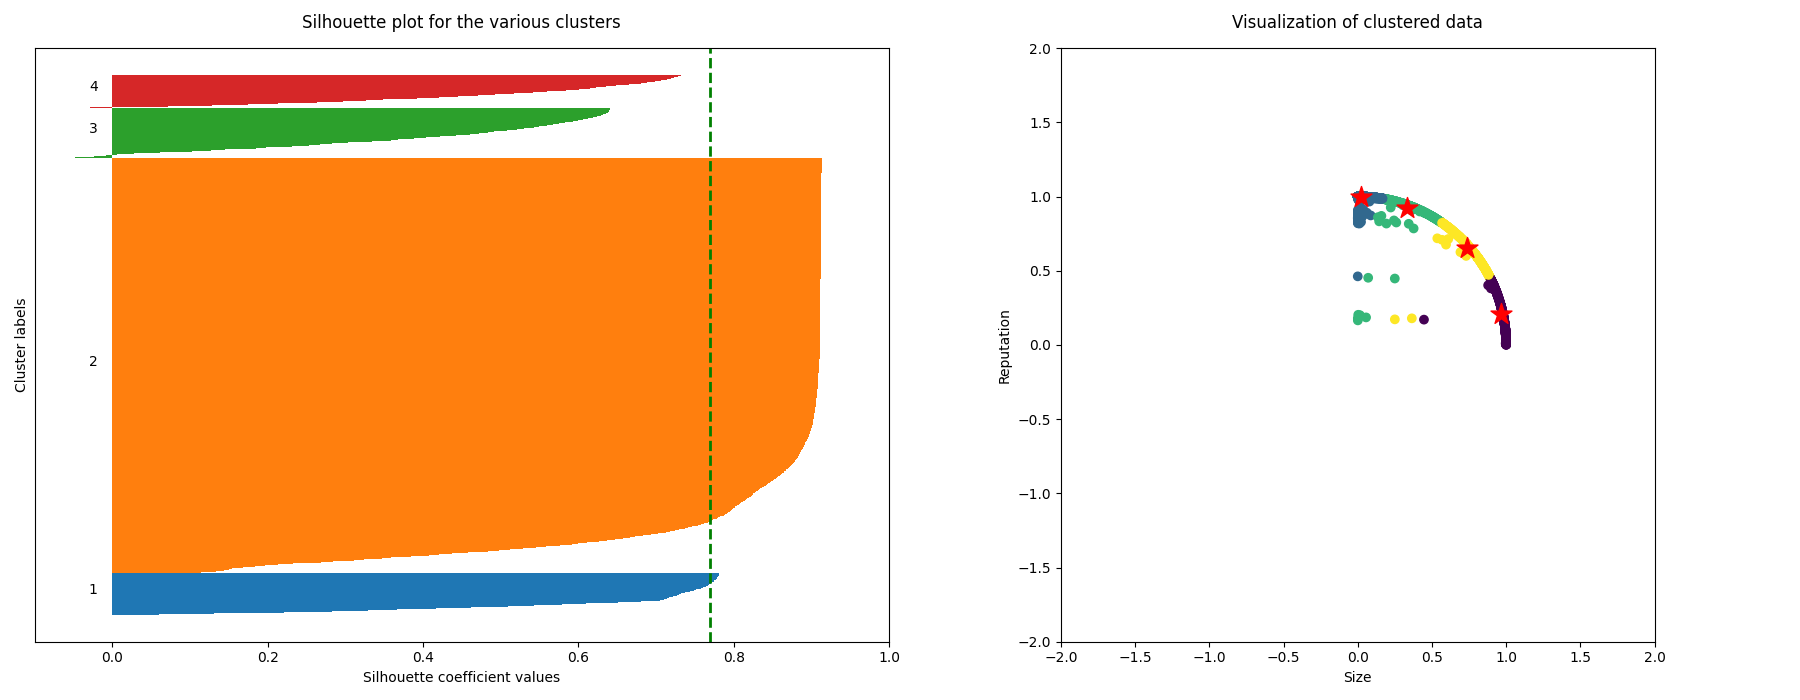 Silhouette plot for the various clusters
4
3
2
1
Cluster labels
0.0 0.2 0.4 0.6 0.8 1.0
Silhouette coefficient values
Visualization of clustered data
2.0
1.5
1.0
0.5
0.0
−0.5
−1.0
−1.5
−2.0
Reputation
−2.0 −1.5 −1.0 −0.5 0.0 0.5 1.0 1.5 2.0
Size